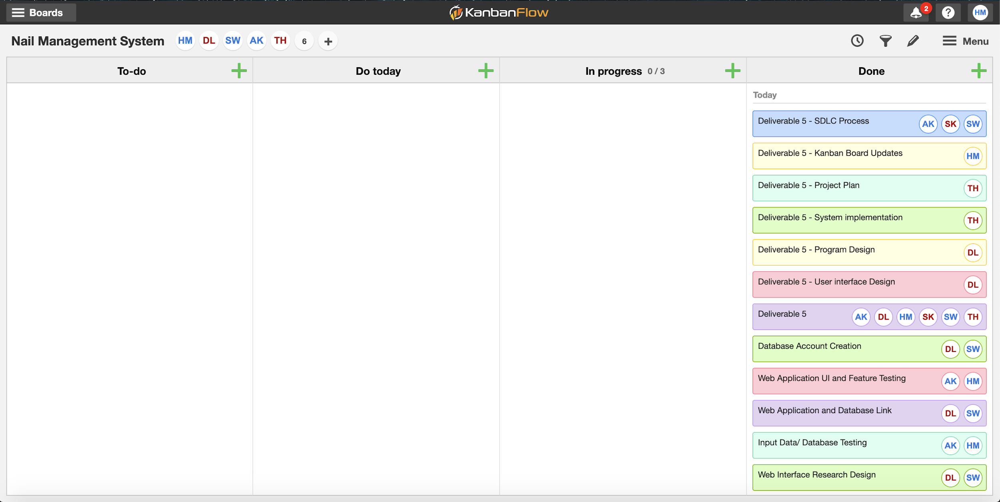 Boards
KanbanFlow
2
?
HM
Nail Management System HM DL SW AK TH 6 +
Menu
To-do
Do today
In progress 0 / 3
Done
Today
Deliverable 5 - SDLC Process AK SK SW
Deliverable 5 - Kanban Board Updates HM
Deliverable 5 - Project Plan TH
Deliverable 5 - System implementation TH
Deliverable 5 - Program Design DL
Deliverable 5 - User interface Design DL
Deliverable 5 AK DL HM SK SW TH
Database Account Creation DL SW
Web Application UI and Feature Testing AK HM
Web Application and Database Link DL SW
Input Data/ Database Testing AK HM
Web Interface Research Design DL SW